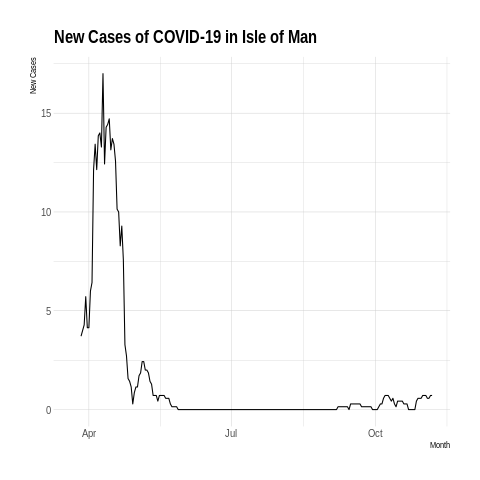 New Cases of COVID-19 in Isle of Man
New Cases
15
10
5
0
Apr
Jul
Oct
Month